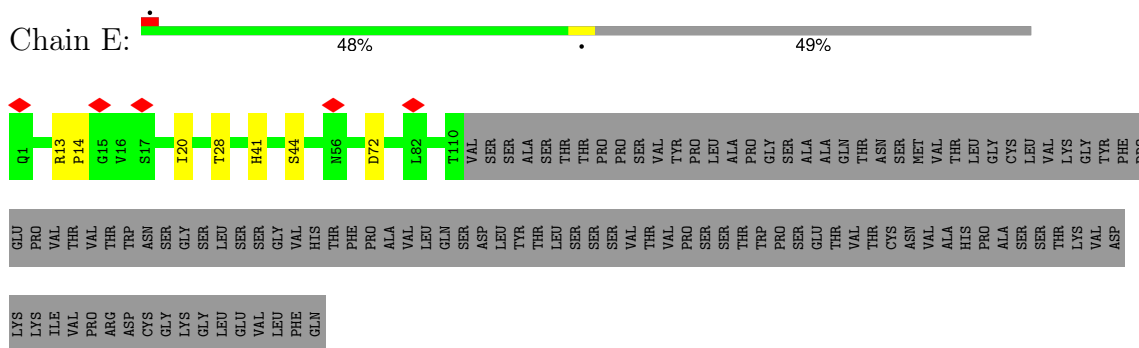 Chain E:
48% 49%
Q1 R13 P14 G15 V16 S17 I20 T28 H41 S44 N56 D72 L82 T110 VAL SER SER ALA SER THR THR PRO PRO SER VAL TYR PRO LEU ALA PRO GLY SER ALA ALA GLN THR ASN SER MET VAL THR LEU GLY CYS LEU VAL LYS GLY TYR PHE PRO
GLU PRO VAL THR VAL THR TRP ASN SER GLY SER LEU SER SER GLY VAL HIS THR PHE PRO ALA VAL LEU GLN SER ASP LEU TYR THR LEU SER SER SER VAL THR VAL PRO SER SER THR TRP PRO SER GLU THR VAL THR CYS ASN VAL ALA HIS PRO ALA SER SER THR LYS VAL ASP
LYS LYS ILE VAL PRO ARG ASP CYS GLY LYS GLY LEU GLU VAL LEU PHE GLN